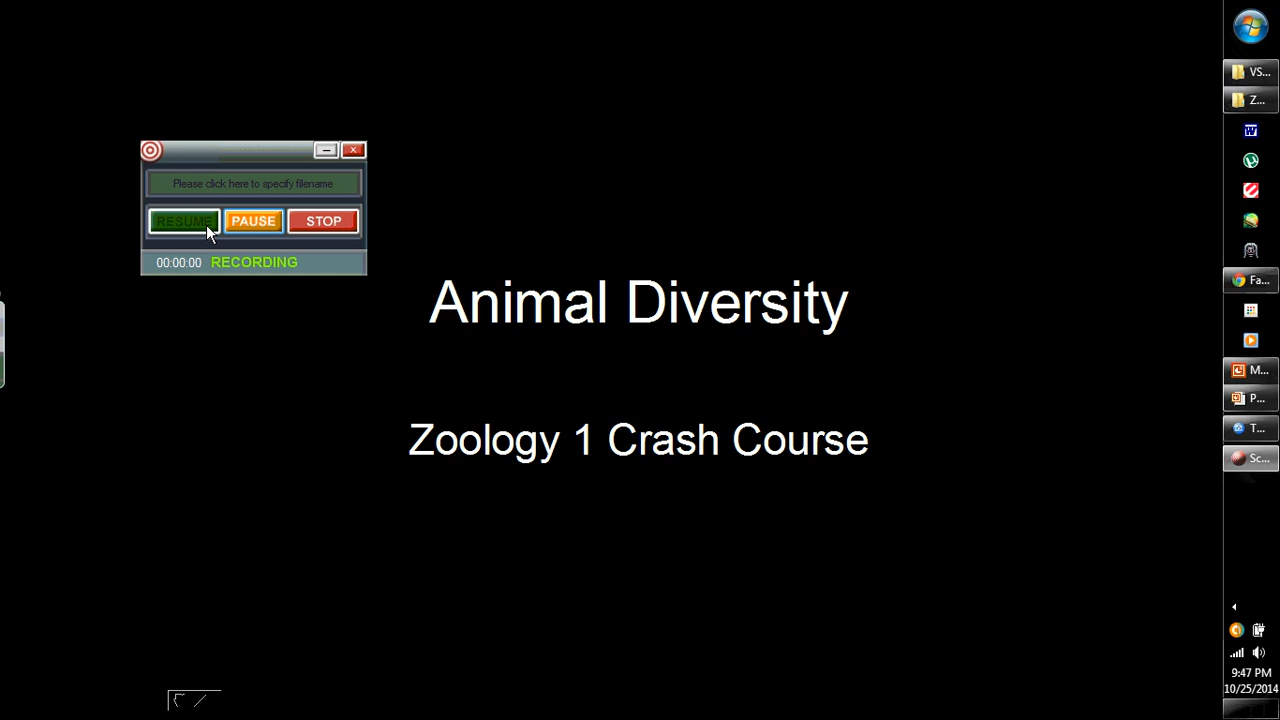 VS...
Z...
Please click here to specify filename
RESUME PAUSE STOP
00:00:00 RECORDING
Animal Diversity
Fa...
M...
P...
Zoology 1 Crash Course
T...
Sc...
9:47 PM
10/25/2014